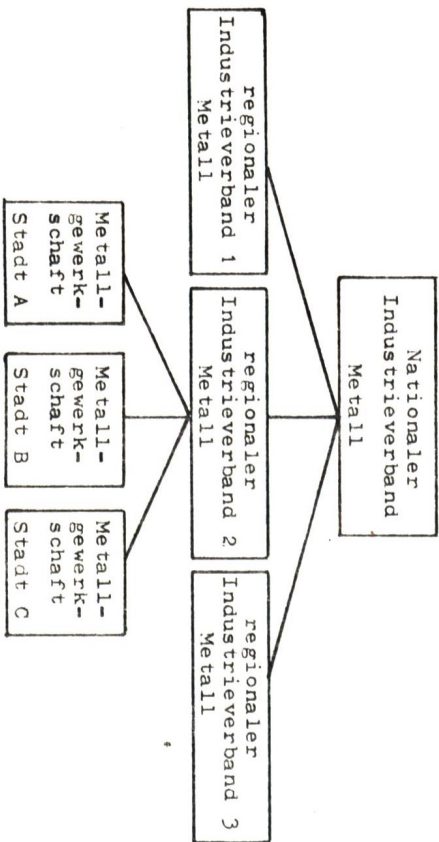 Nationaler
Industrieverband
Metall
regionaler
Industrieverband 1
Metall
regionaler
Industrieverband 2
Metall
regionaler
Industrieverband 3
Metall
Metall-
gewerk-
schaft
Stadt A
Metall-
gewerk-
schaft
Stadt B
Metall-
gewerk-
schaft
Stadt C